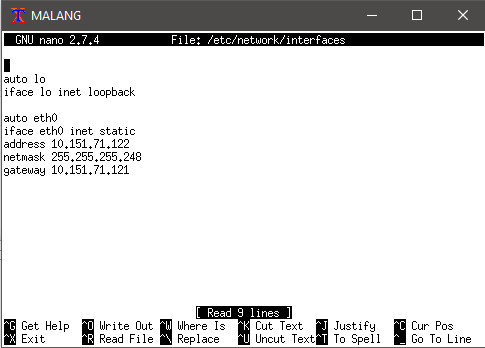 MALANG
GNU nano 2.7.4 File: /etc/network/interfaces
auto lo
iface lo inet loopback
auto eth0
iface eth0 inet static
address 10.151.71.122
netmask 255.255.255.248
gateway 10.151.71.121
[ Read 9 lines ]
^G Get Help ^O Write Out ^W Where Is ^K Cut Text ^J Justify ^C Cur Pos
^X Exit ^R Read File ^\ Replace ^U Uncut Text ^T To Spell ^_ Go To Line